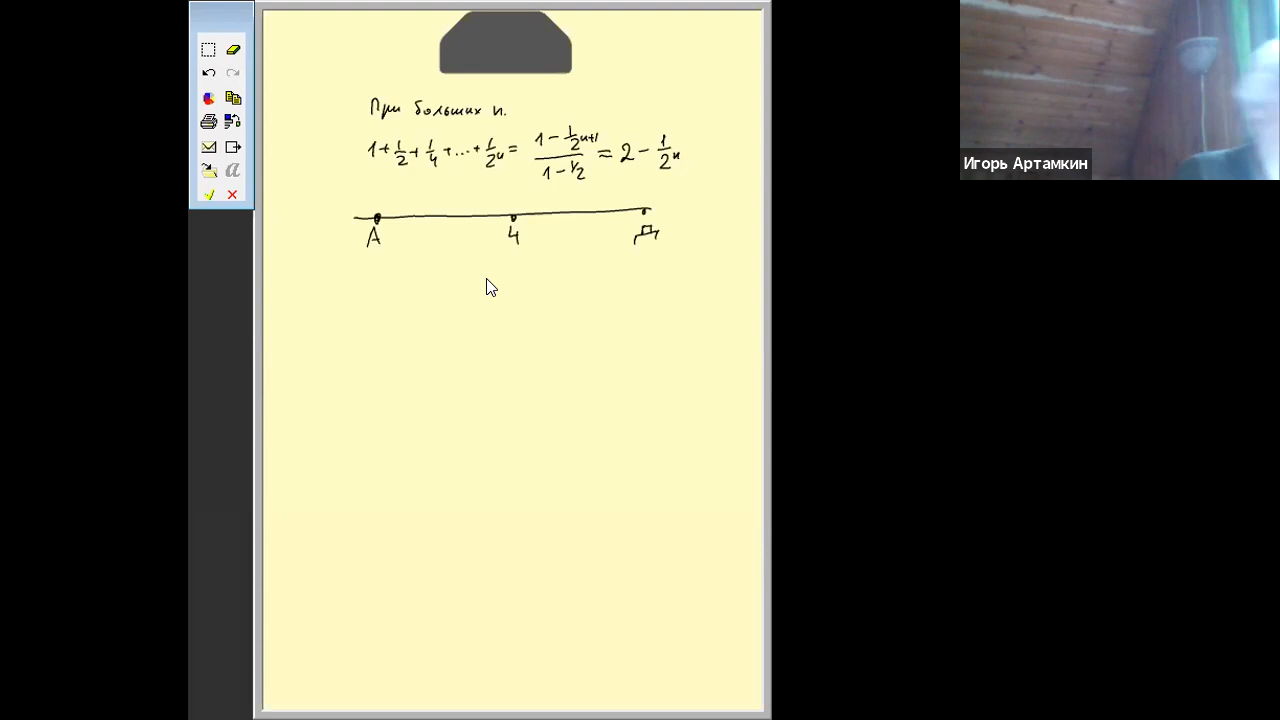 При больших n.
1 + 1/2 + 1/4 + ... + 1/2ⁿ = (1 - 1/2ⁿ⁺¹)/(1 - 1/2) = 2 - 1/2ⁿ
А Ч Д
Игорь Артамкин